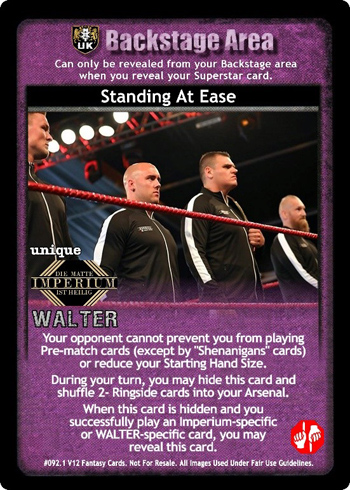 UK
Backstage Area
Can only be revealed from your Backstage area
when you reveal your Superstar card.
Standing At Ease
unique
DIE MATTE
IMPERIUM
IST HEILIG
WALTER
Your opponent cannot prevent you from playing
Pre-match cards (except by "Shenanigans" cards)
or reduce your Starting Hand Size.
During your turn, you may hide this card and
shuffle 2- Ringside cards into your Arsenal.
When this card is hidden and you
successfully play an Imperium-specific
or WALTER-specific card, you may
reveal this card.
#092.1 V12 Fantasy Cards. Not For Resale. All Images Used Under Fair Use Guidelines.